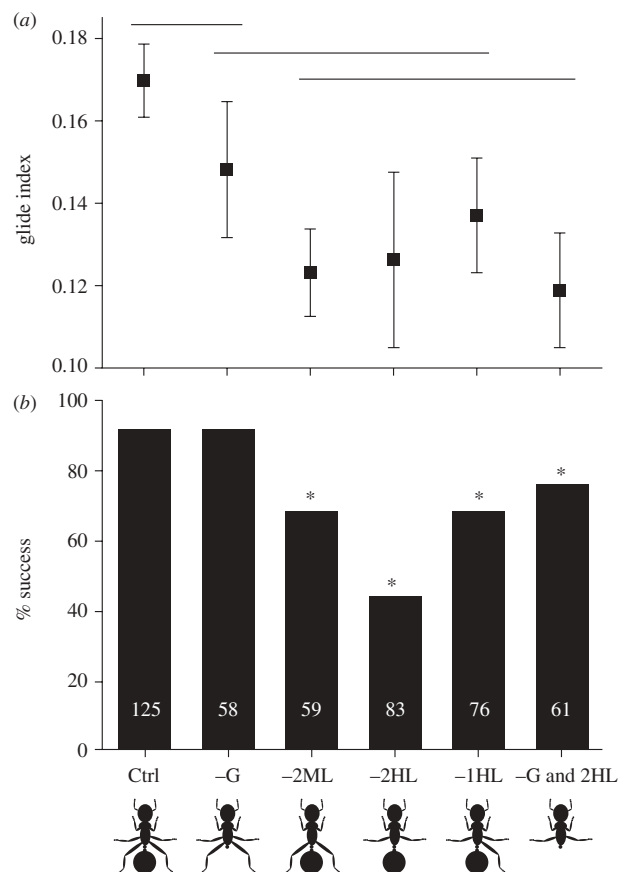 (a)
0.18
0.16
0.14
0.12
0.10
glide index
(b)
100
80
60
40
20
0
% success
* * * *
125 58 59 83 76 61
Ctrl –G –2ML –2HL –1HL –G and 2HL